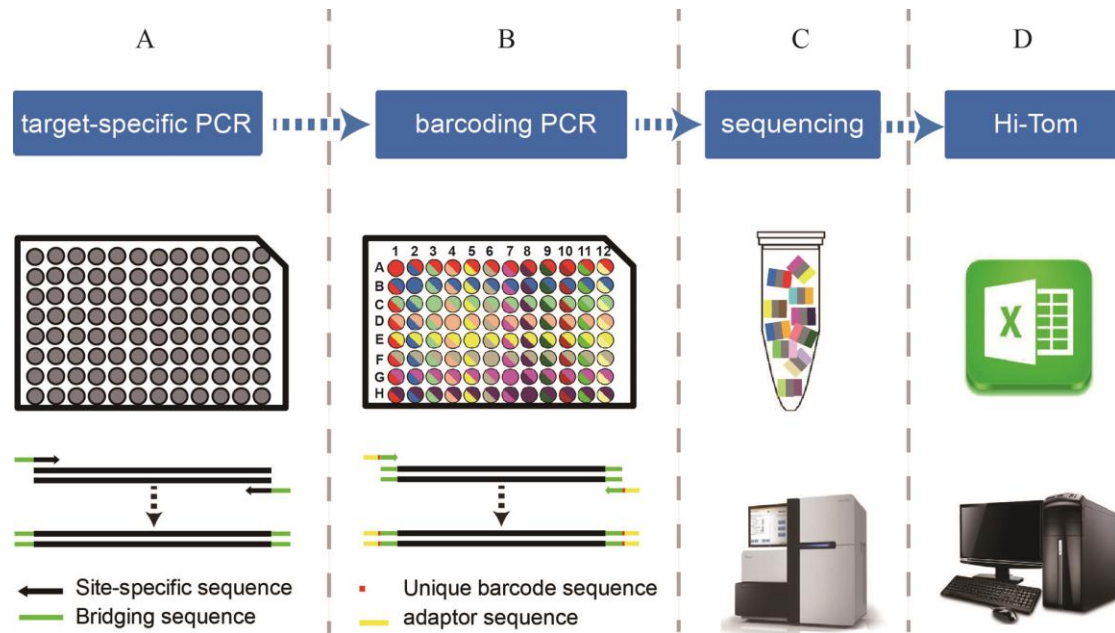 A
B
C
D
target-specific PCR
barcoding PCR
sequencing
Hi-Tom
1 2 3 4 5 6 7 8 9 10 11 12
A
B
C
D
E
F
G
H
X
Site-specific sequence
Bridging sequence
Unique barcode sequence
adaptor sequence